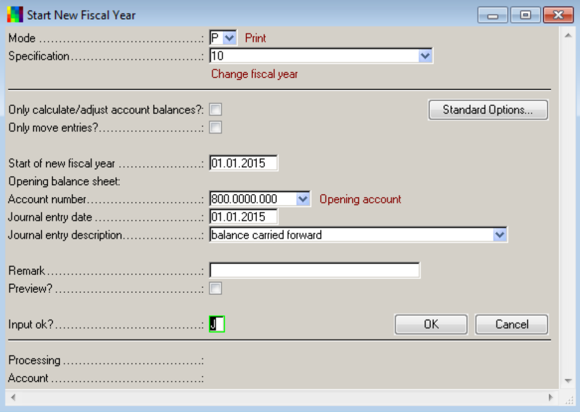 Start New Fiscal Year
Mode ......................................: P Print
Specification...............................: 10
Change fiscal year
Only calculate/adjust account balances?:
Standard Options...
Only move entries?.........................:
Start of new fiscal year ....................: 01.01.2015
Opening balance sheet:
Account number...........................: 800.0000.000 Opening account
Journal entry date ..........................: 01.01.2015
Journal entry description...................: balance carried forward
Remark.....................................:
Preview? ...................................:
Input ok?...................................: J OK Cancel
Processing .................................:
Account ....................................: